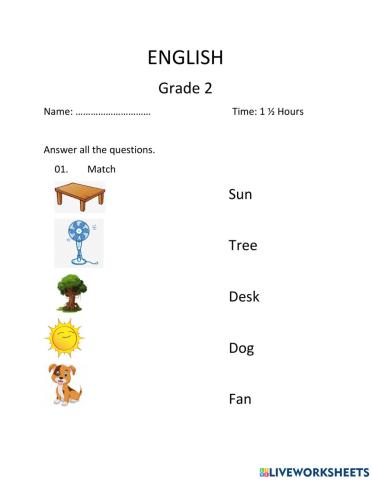 ENGLISH
Grade 2
Name: ………………………… Time: 1 ½ Hours
Answer all the questions.
01. Match
Sun
Tree
Desk
Dog
Fan
LIVEWORKSHEETS